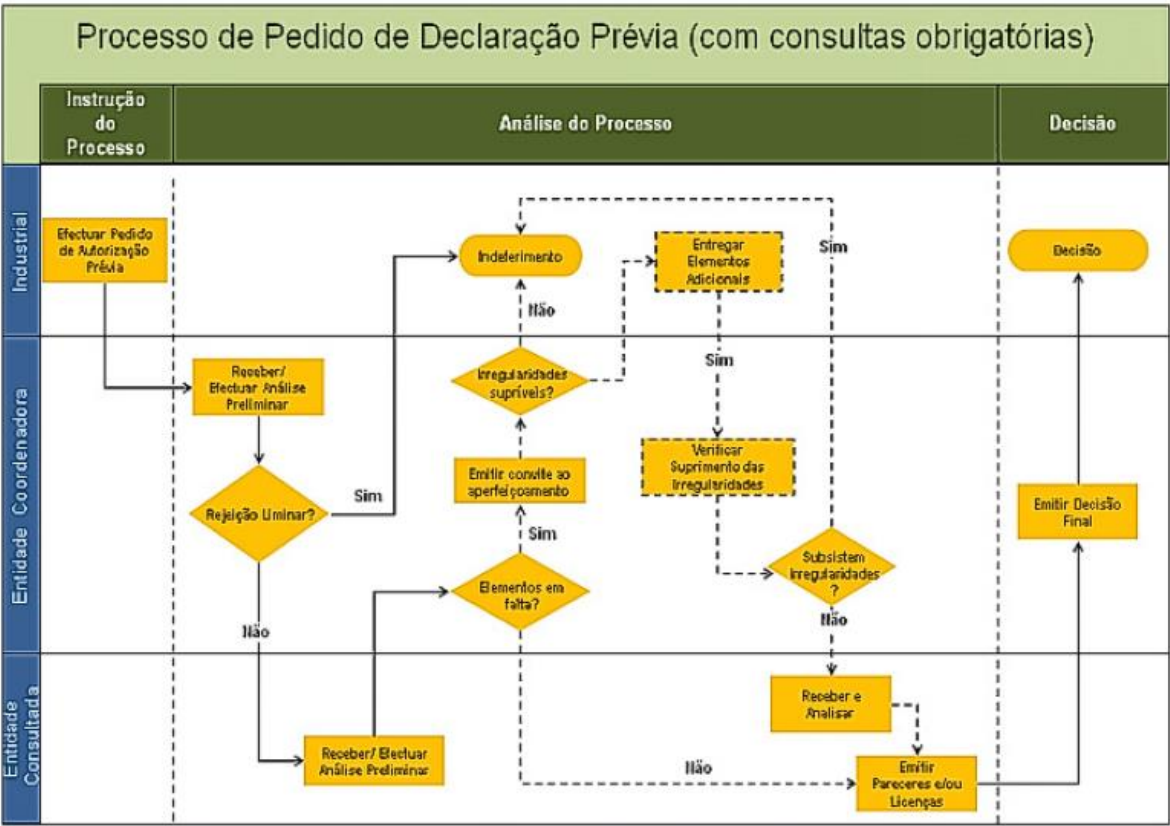 Processo de Pedido de Declaração Prévia (com consultas obrigatórias)
Instrução
do
Processo
Análise do Processo
Decisão
Industrial
Efectuar Pedido
de Autorização
Prévia
Indeferimento
Entregar
Elementos
Adicionais
Sim
Decisão
Não
Entidade Coordenadora
Receber/
Efectuar Análise
Preliminar
Irregularidades
supríveis?
Sim
Verificar
Suprimento das
Irregularidades
Emitir convite ao
aperfeiçoamento
Sim
Rejeição Liminar?
Emitir Decisão
Final
Sim
Elementos em
falta?
Subsistem
Irregularidades
?
Não
Não
Entidade
Consultada
Receber e
Analisar
Receber/ Efectuar
Análise Preliminar
Não
Emitir
Pareceres e/ou
Licenças